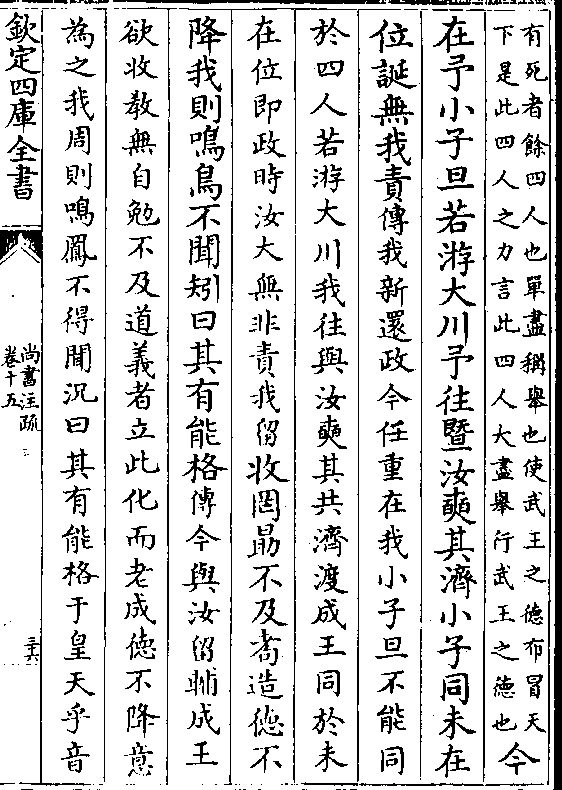 有死者餘四人也單盡稱舉也使武王之德布冒天
下是此四人之力言此四人大盡舉行武王之德也
今
在予小子旦若游大川予往暨汝奭其濟小子同未在
位誕無我責傳我新還政今任重在我小子旦不能同
於四人若游大川我往與汝奭其共濟渡成王同於未
在位即政時汝大無非責我留收罔勗不及耉造德不
降我則鳴鳥不聞矧曰其有能格傳今與汝留輔成王
欲收教無自勉不及道義者立此化而老成德不降意
為之我周則鳴鳳不得聞況曰其有能格于皇天乎音
欽定四庫全書
尚書注疏
卷十五
三六